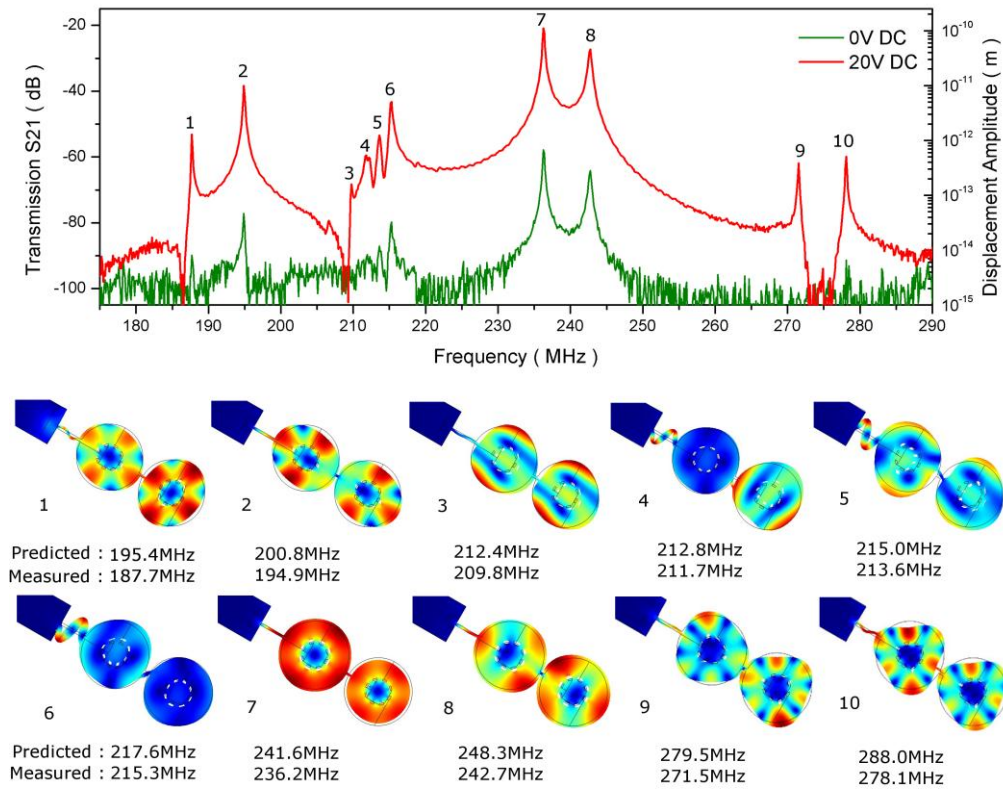 -20
-40
-60
-80
-100
Transmission S21 ( dB )
1
2
3
4
5
6
7
8
9
10
0V DC
20V DC
10⁻¹⁰
10⁻¹¹
10⁻¹²
10⁻¹³
10⁻¹⁴
10⁻¹⁵
Displacement Amplitude ( m )
180 190 200 210 220 230 240 250 260 270 280 290
Frequency ( MHz )
1 2 3 4 5
Predicted : 195.4MHz 200.8MHz 212.4MHz 212.8MHz 215.0MHz
Measured : 187.7MHz 194.9MHz 209.8MHz 211.7MHz 213.6MHz
6 7 8 9 10
Predicted : 217.6MHz 241.6MHz 248.3MHz 279.5MHz 288.0MHz
Measured : 215.3MHz 236.2MHz 242.7MHz 271.5MHz 278.1MHz